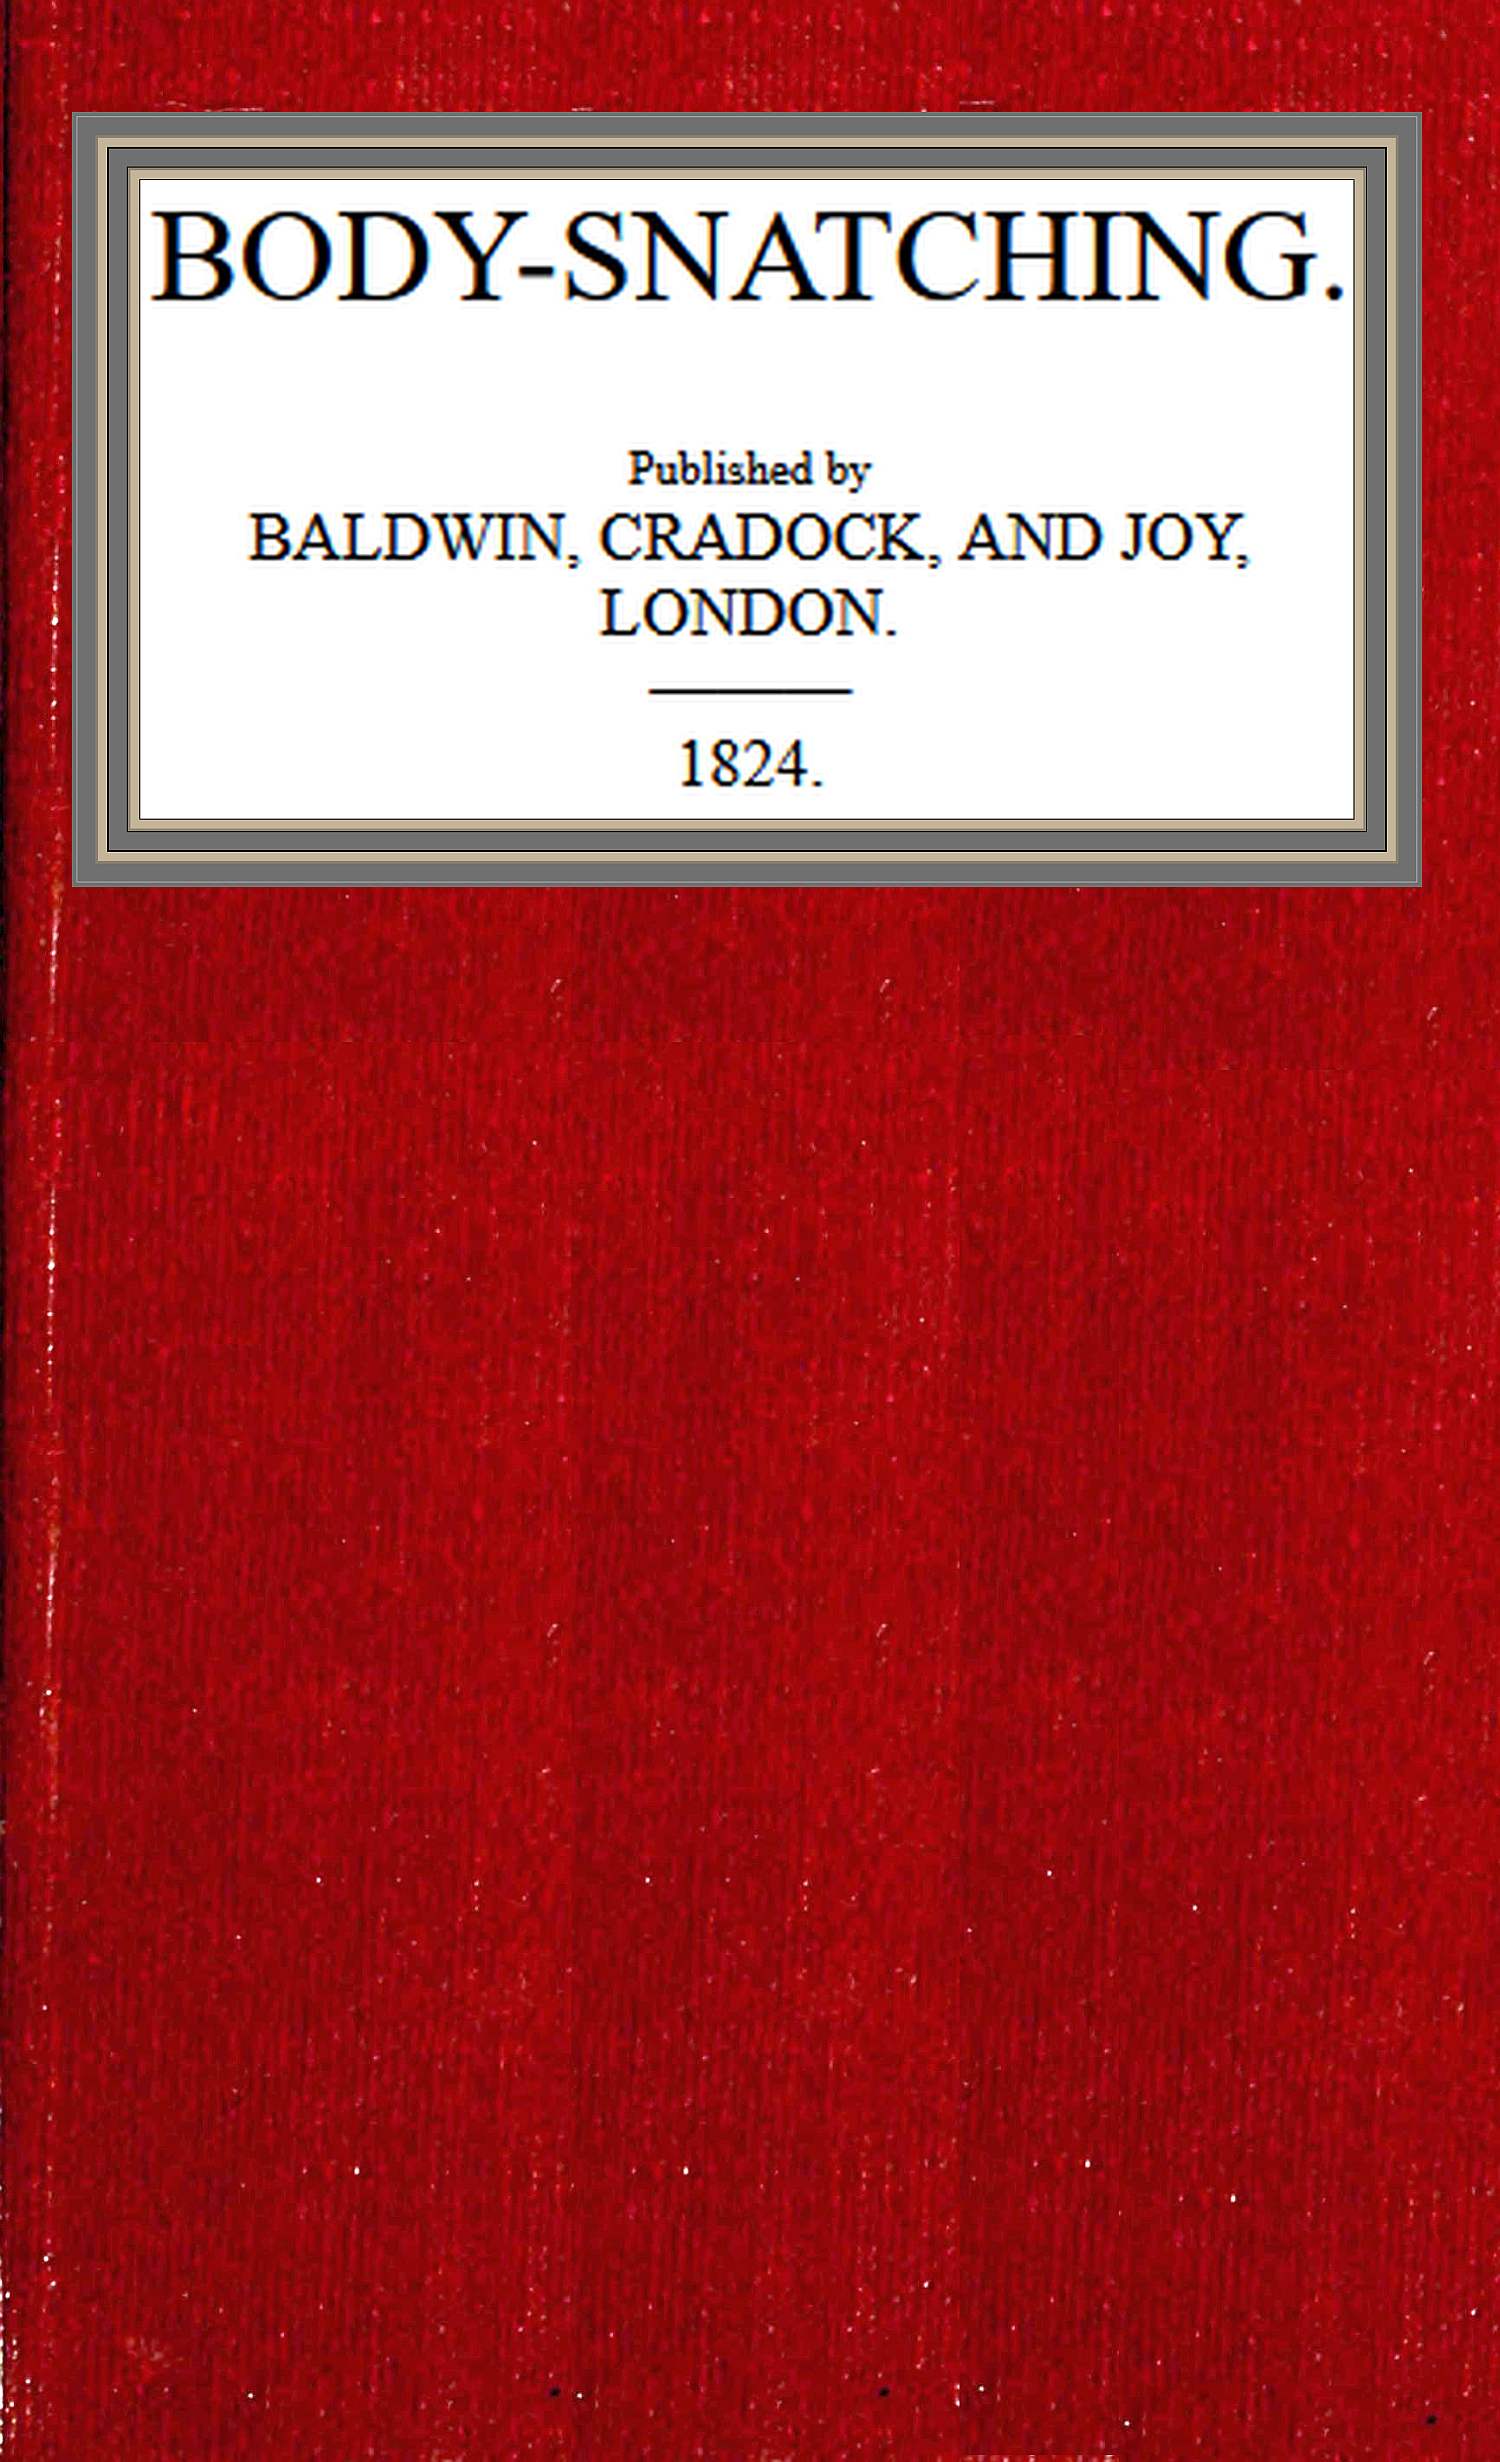 BODY-SNATCHING.
Published by
BALDWIN, CRADOCK, AND JOY,
LONDON.
1824.